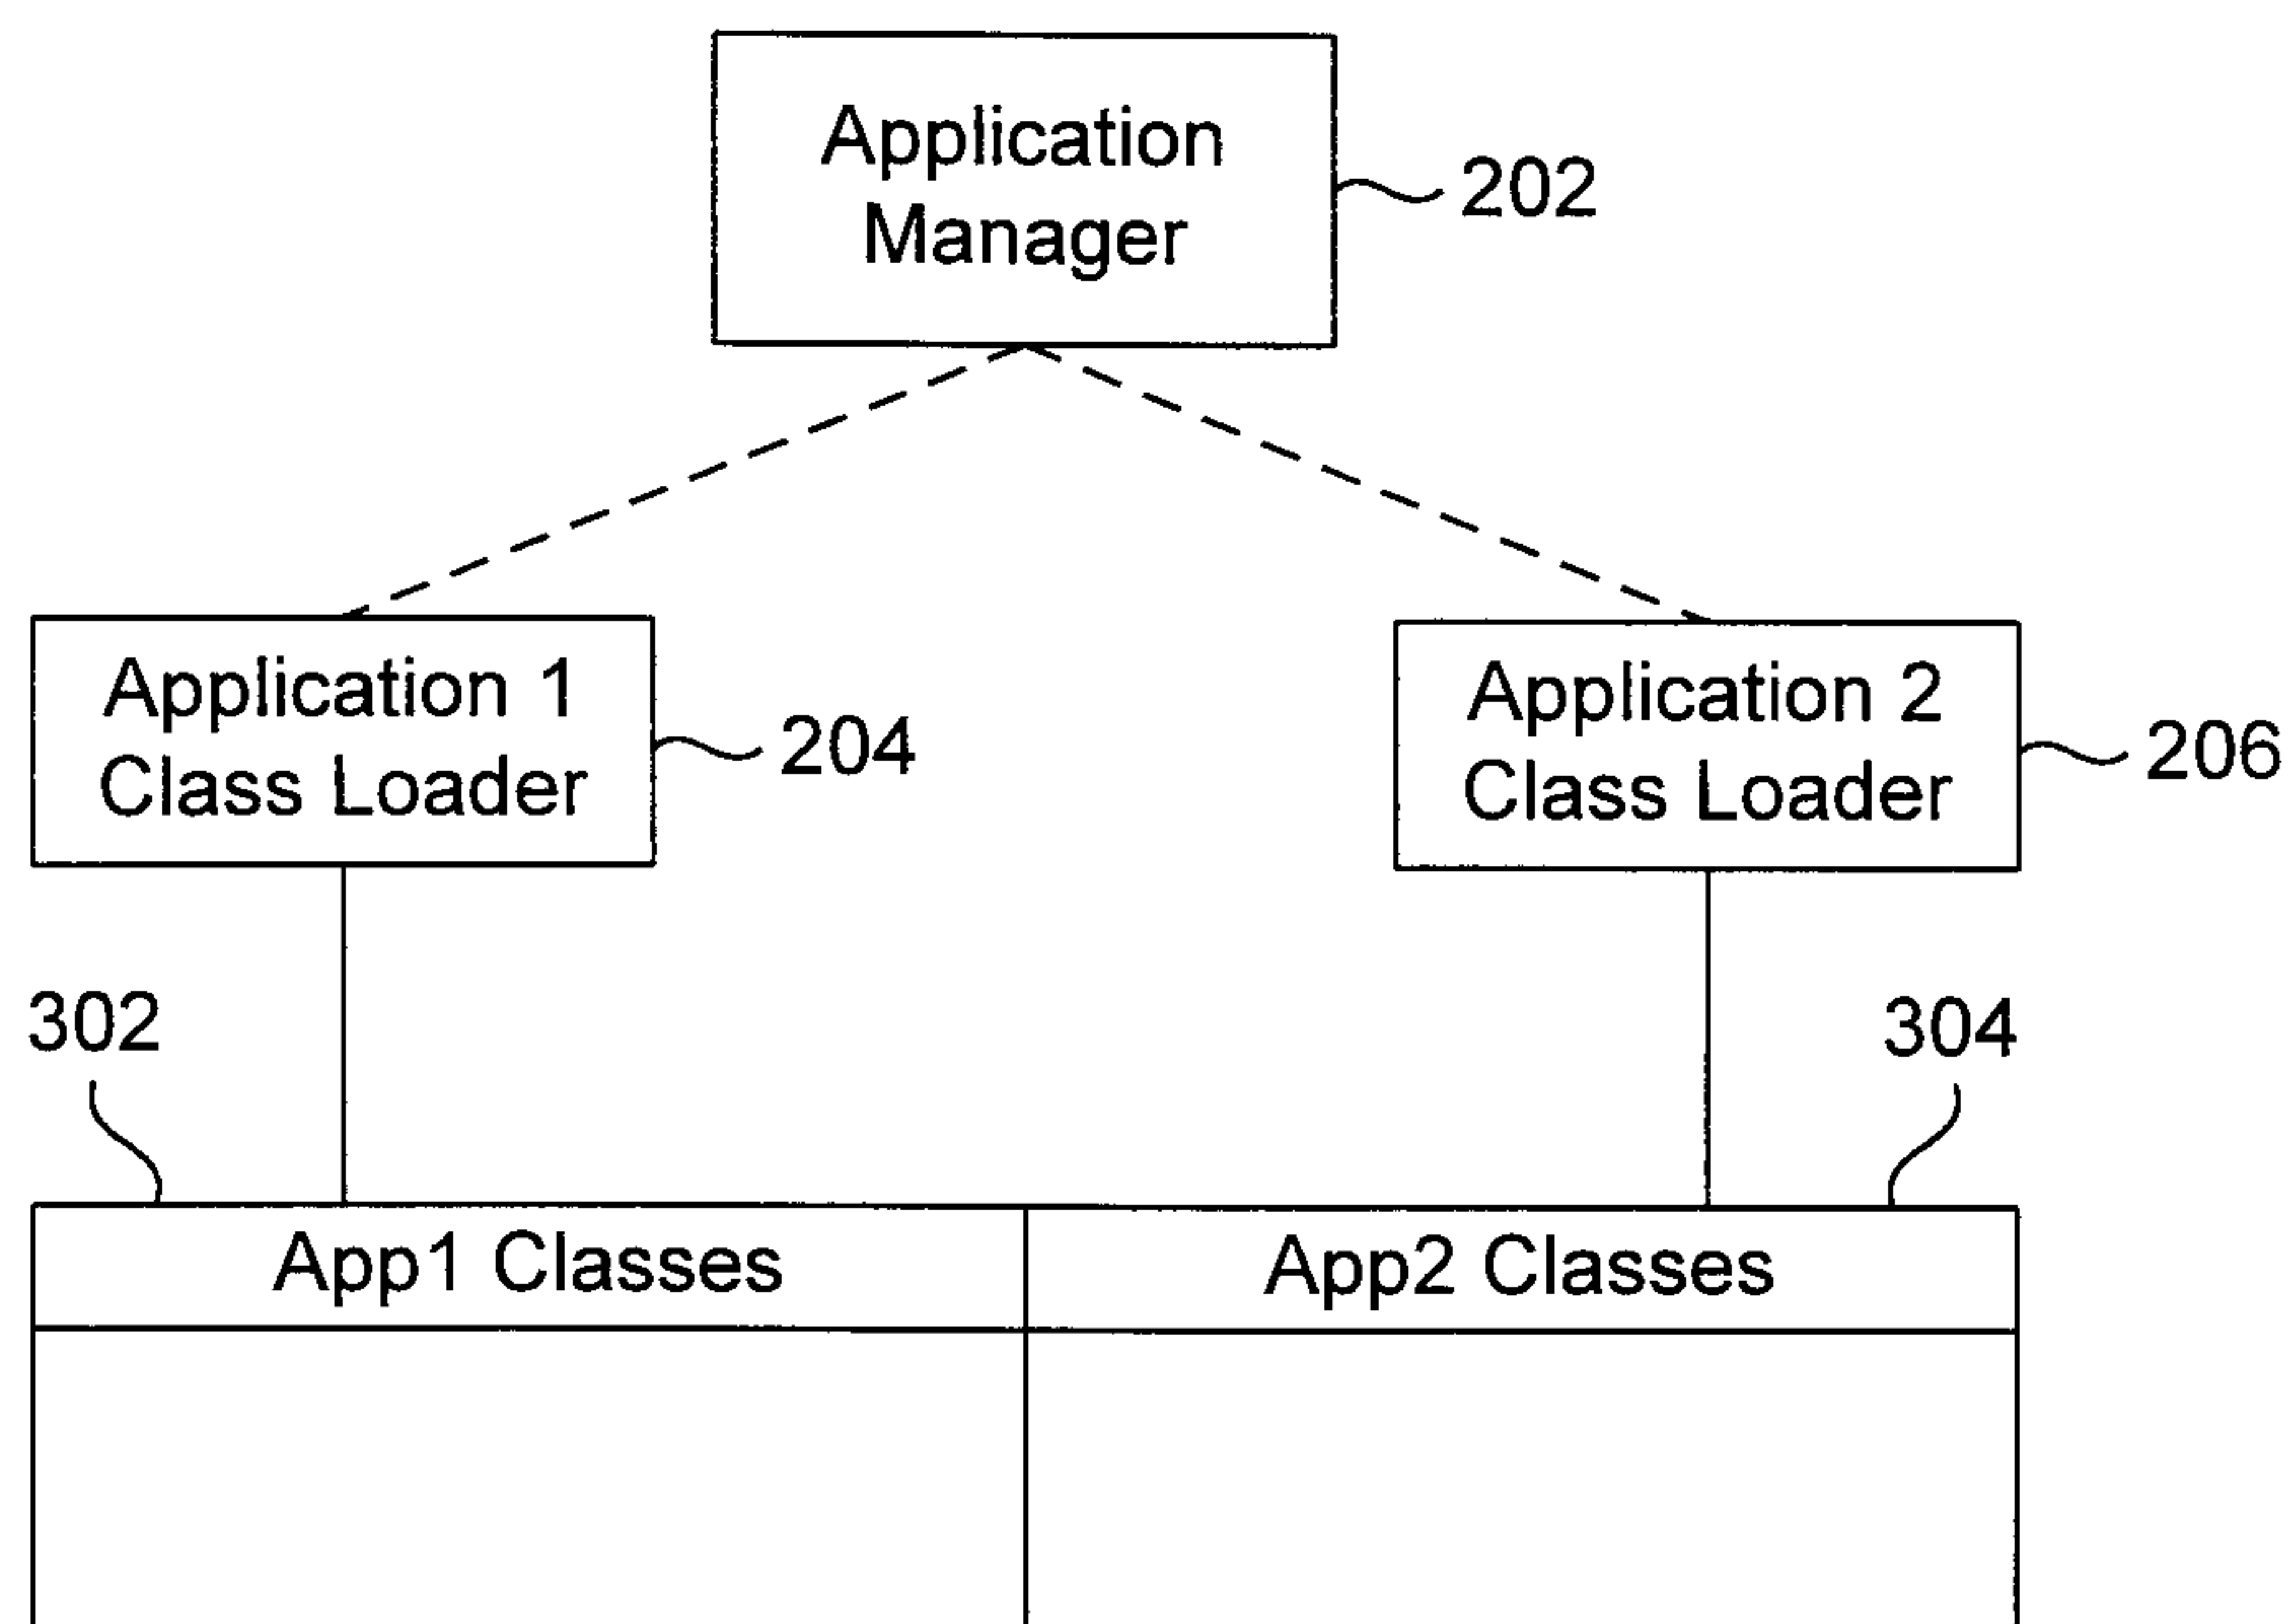 Application
Manager
202
Application 1
Class Loader
204
Application 2
Class Loader
206
302
304
App1 Classes
App2 Classes